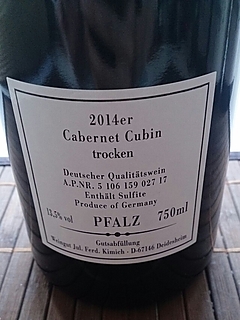 2014er
Cabernet Cubin
trocken
Deutscher Qualitätswein
A.P.NR. 5 106 159 027 17
Enthält Sulfite
Produce of Germany
13,5% vol PFALZ 750ml
Gutsabfüllung
Weingut Jul. Ferd. Kimich - D-67146 Deidesheim